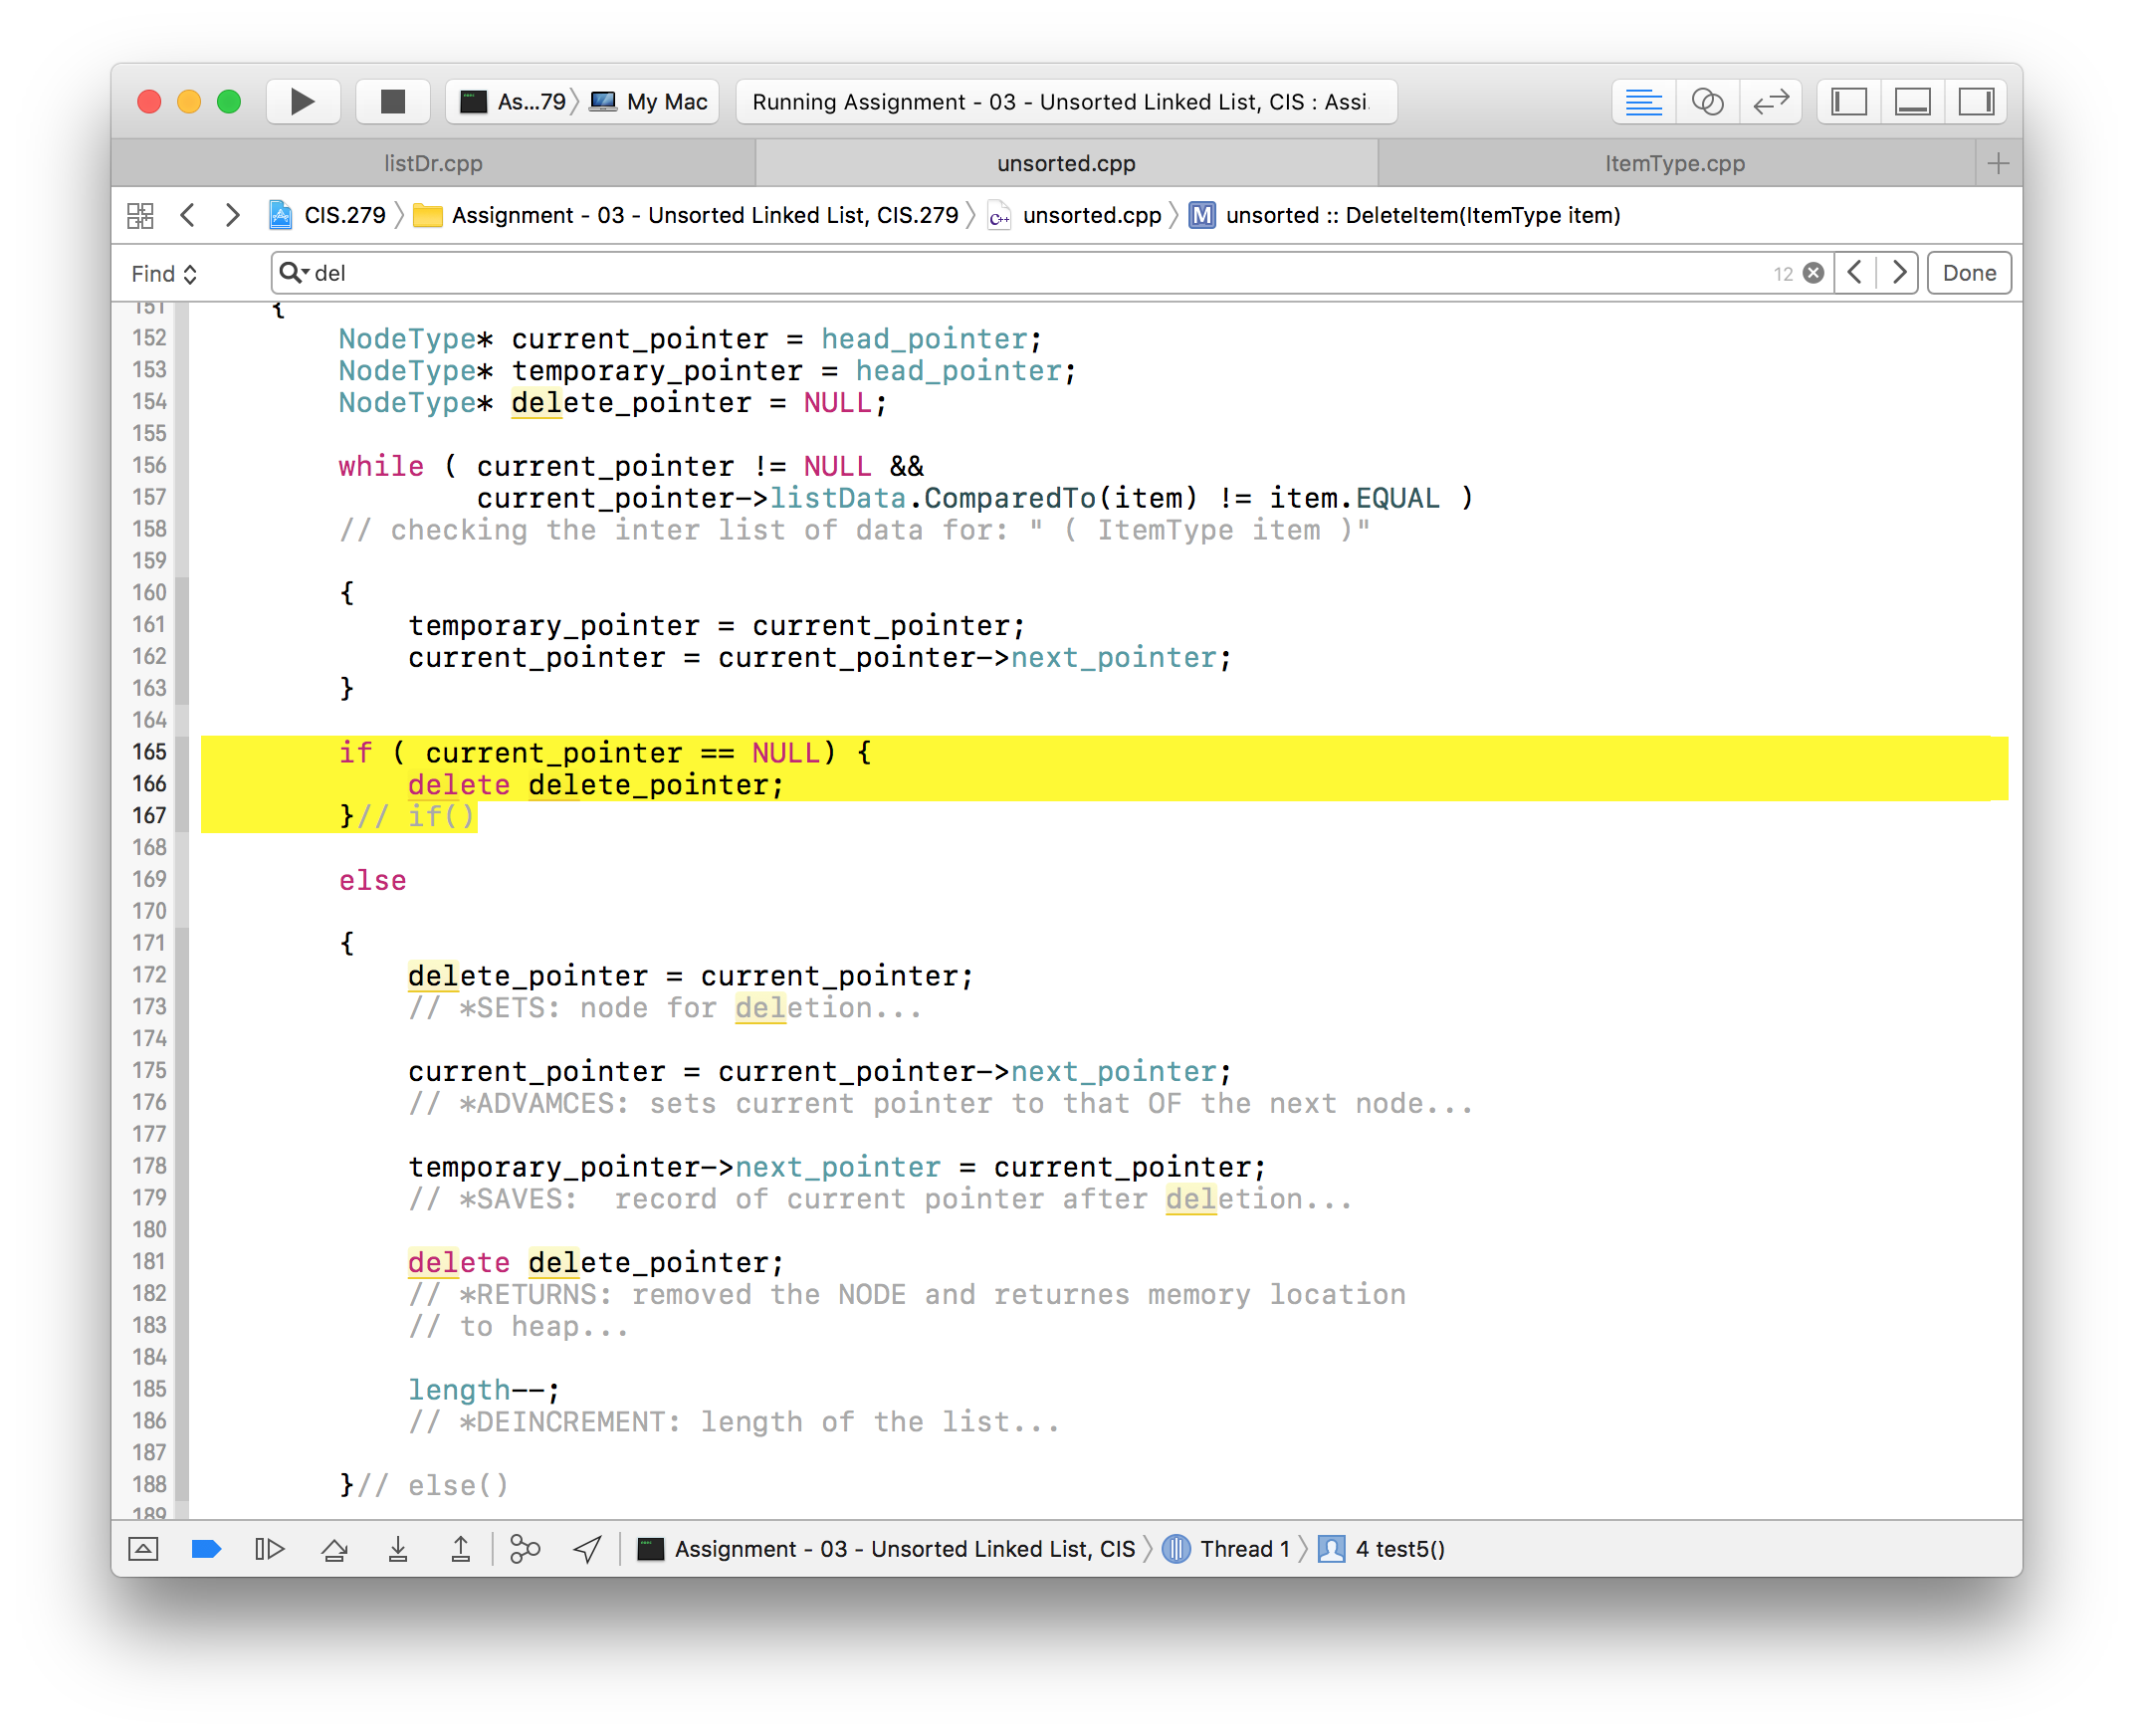 As...79 My Mac Running Assignment - 03 - Unsorted Linked List, CIS : Assi
listDr.cpp unsorted.cpp ItemType.cpp
CIS.279 Assignment - 03 - Unsorted Linked List, CIS.279 unsorted.cpp M unsorted :: DeleteItem(ItemType item)
Find del 12 Done
151 {
152 NodeType* current_pointer = head_pointer;
153 NodeType* temporary_pointer = head_pointer;
154 NodeType* delete_pointer = NULL;
155
156 while ( current_pointer != NULL &&
157 current_pointer->listData.ComparedTo(item) != item.EQUAL )
158 // checking the inter list of data for: " ( ItemType item )"
159
160 {
161 temporary_pointer = current_pointer;
162 current_pointer = current_pointer->next_pointer;
163 }
164
165 if ( current_pointer == NULL) {
166 delete delete_pointer;
167 }// if()
168
169 else
170
171 {
172 delete_pointer = current_pointer;
173 // *SETS: node for deletion...
174
175 current_pointer = current_pointer->next_pointer;
176 // *ADVAMCES: sets current pointer to that OF the next node...
177
178 temporary_pointer->next_pointer = current_pointer;
179 // *SAVES:  record of current pointer after deletion...
180
181 delete delete_pointer;
182 // *RETURNS: removed the NODE and returnes memory location
183 // to heap...
184
185 length--;
186 // *DEINCREMENT: length of the list...
187
188 }// else()
189
Assignment - 03 - Unsorted Linked List, CIS Thread 1 4 test5()